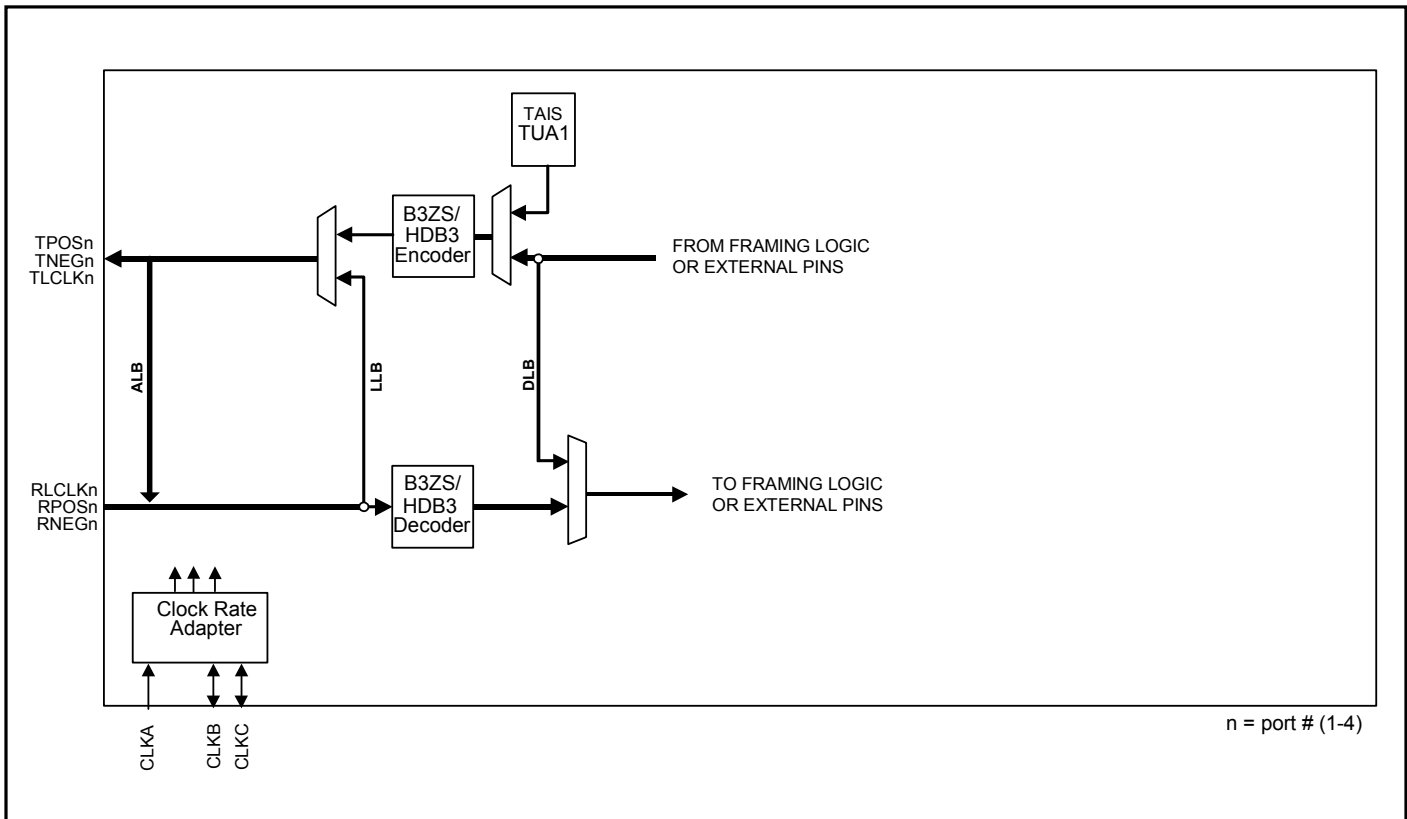 TAIS
TUA1
B3ZS/
HDB3
Encoder
TPOSn
TNEGn
TLCLKn
FROM FRAMING LOGIC
OR EXTERNAL PINS
ALB
LLB
DLB
RLCLKn
RPOSn
RNEGn
B3ZS/
HDB3
Decoder
TO FRAMING LOGIC
OR EXTERNAL PINS
Clock Rate
Adapter
CLKA
CLKB
CLKC
n = port # (1-4)